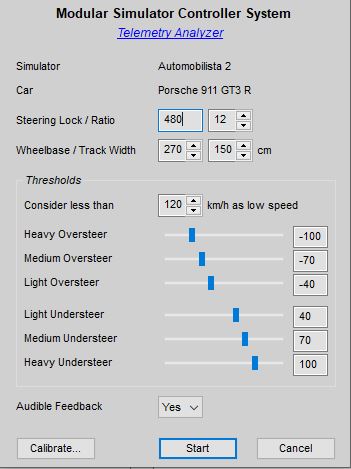 Modular Simulator Controller System
Telemetry Analyzer
Simulator Automobilista 2
Car Porsche 911 GT3 R
Steering Lock / Ratio 480 12
Wheelbase / Track Width 270 150 cm
Thresholds
Consider less than 120 km/h as low speed
Heavy Oversteer -100
Medium Oversteer -70
Light Oversteer -40
Light Understeer 40
Medium Understeer 70
Heavy Understeer 100
Audible Feedback Yes
Calibrate... Start Cancel